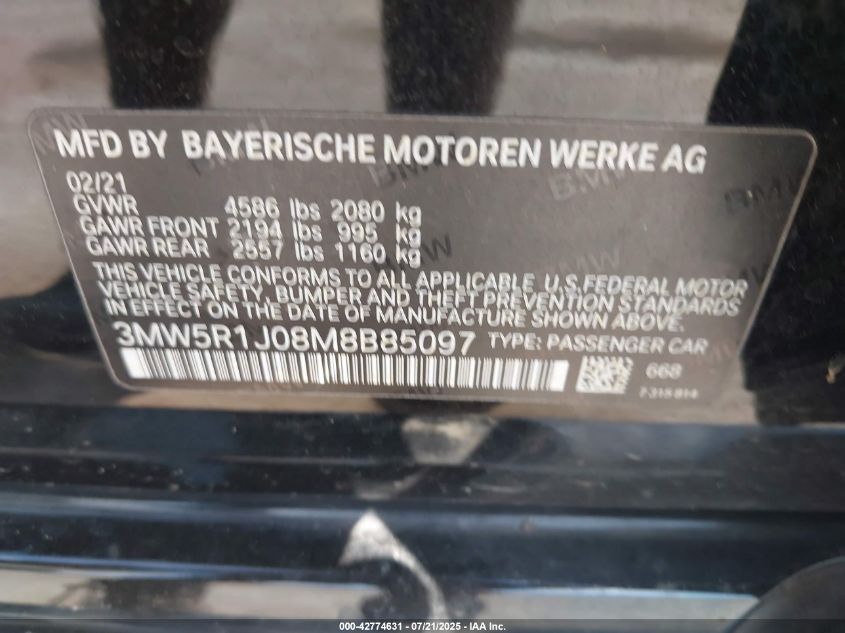 MFD BY BAYERISCHE MOTOREN WERKE AG
02/21
GVWR 4586 lbs 2080 kg
GAWR FRONT 2194 lbs 995 kg
GAWR REAR 2557 lbs 1160 kg
THIS VEHICLE CONFORMS TO ALL APPLICABLE U.S.FEDERAL MOTOR
VEHICLE SAFETY, BUMPER AND THEFT PREVENTION STANDARDS
IN EFFECT ON THE DATE OF MANUFACTURE SHOWN ABOVE.
3MW5R1J08M8B85097 TYPE: PASSENGER CAR
668
7 315 814
000-42774631 - 07/21/2025 - IAA Inc.